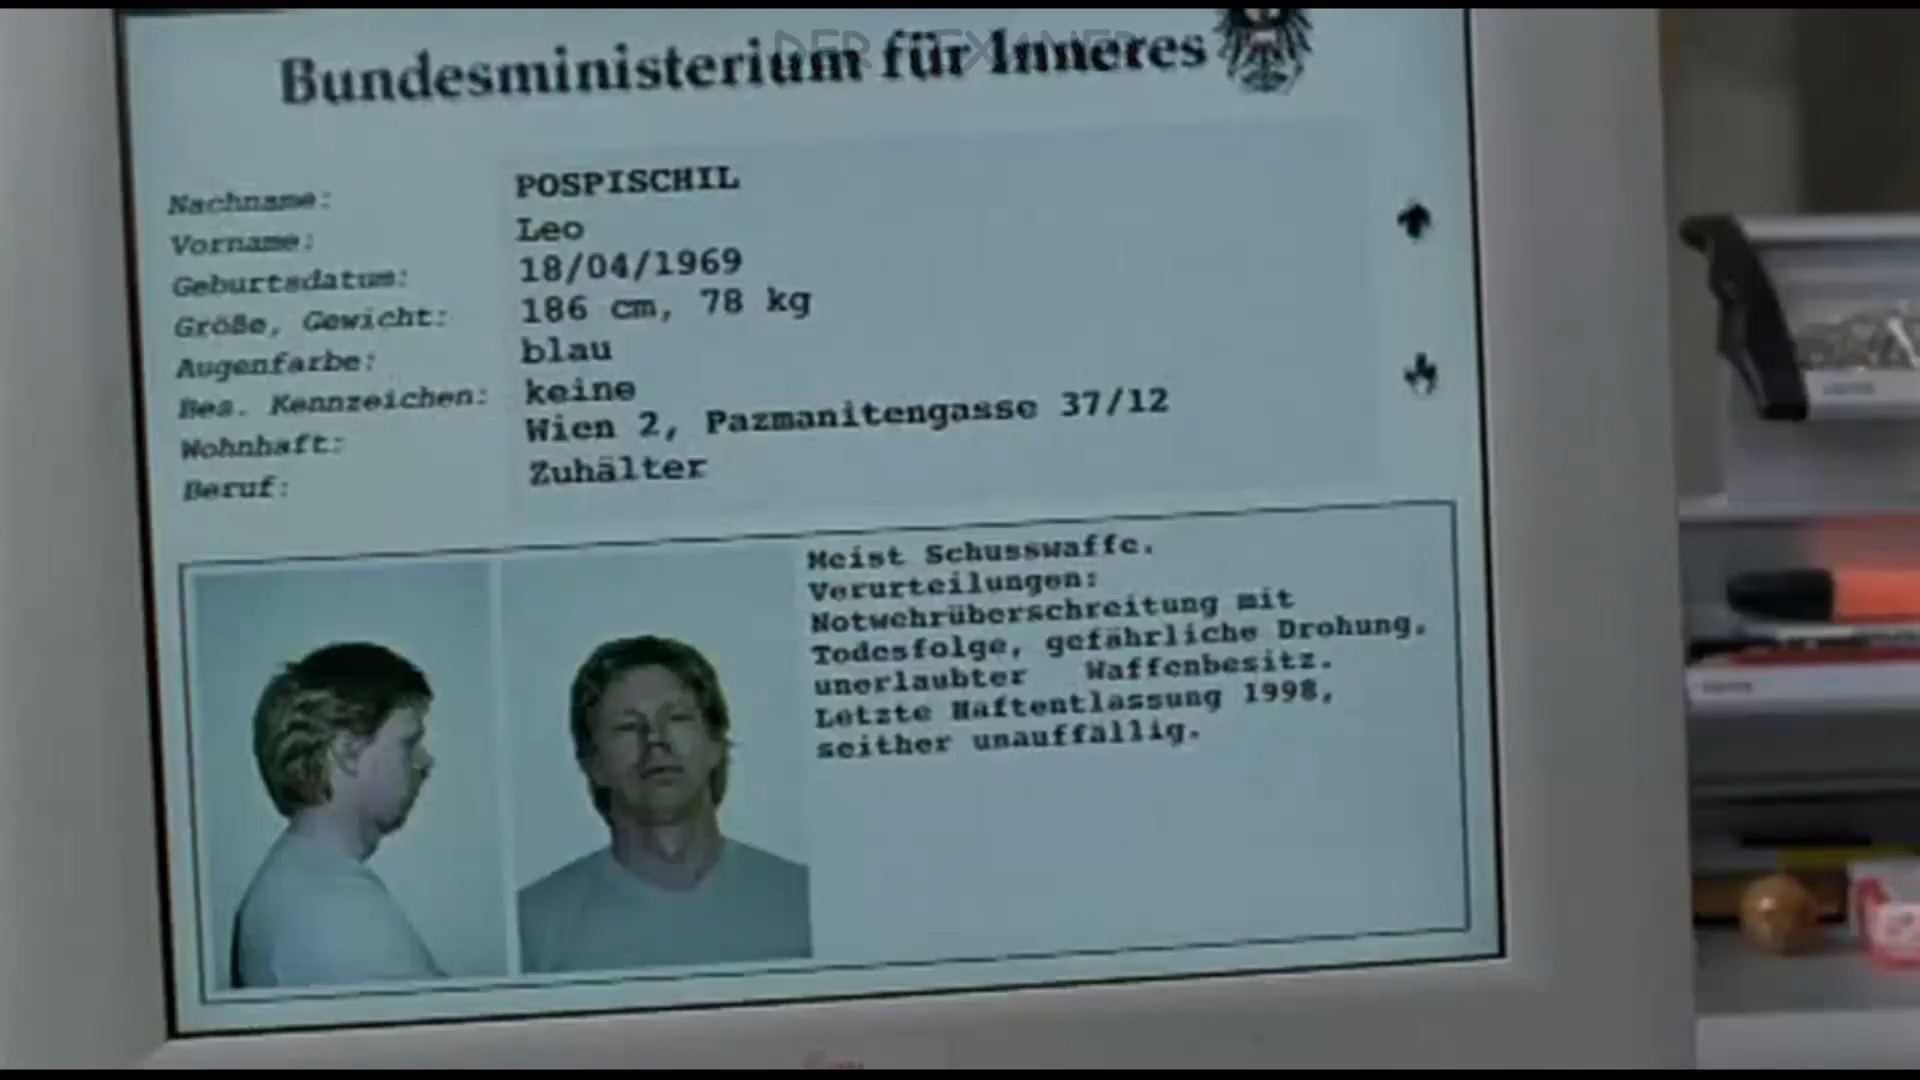 Bundesministerium für Inneres
Nachname: POSPISCHIL
Vorname: Leo
Geburtsdatum: 18/04/1969
Größe, Gewicht: 186 cm, 78 kg
Augenfarbe: blau
Bes. Kennzeichen: keine
Wohnhaft: Wien 2, Pazmanitengasse 37/12
Beruf: Zuhälter
Meist Schusswaffe.
Verurteilungen:
Notwehrüberschreitung mit
Todesfolge, gefährliche Drohung,
unerlaubter Waffenbesitz.
Letzte Haftentlassung 1998,
seither unauffällig.